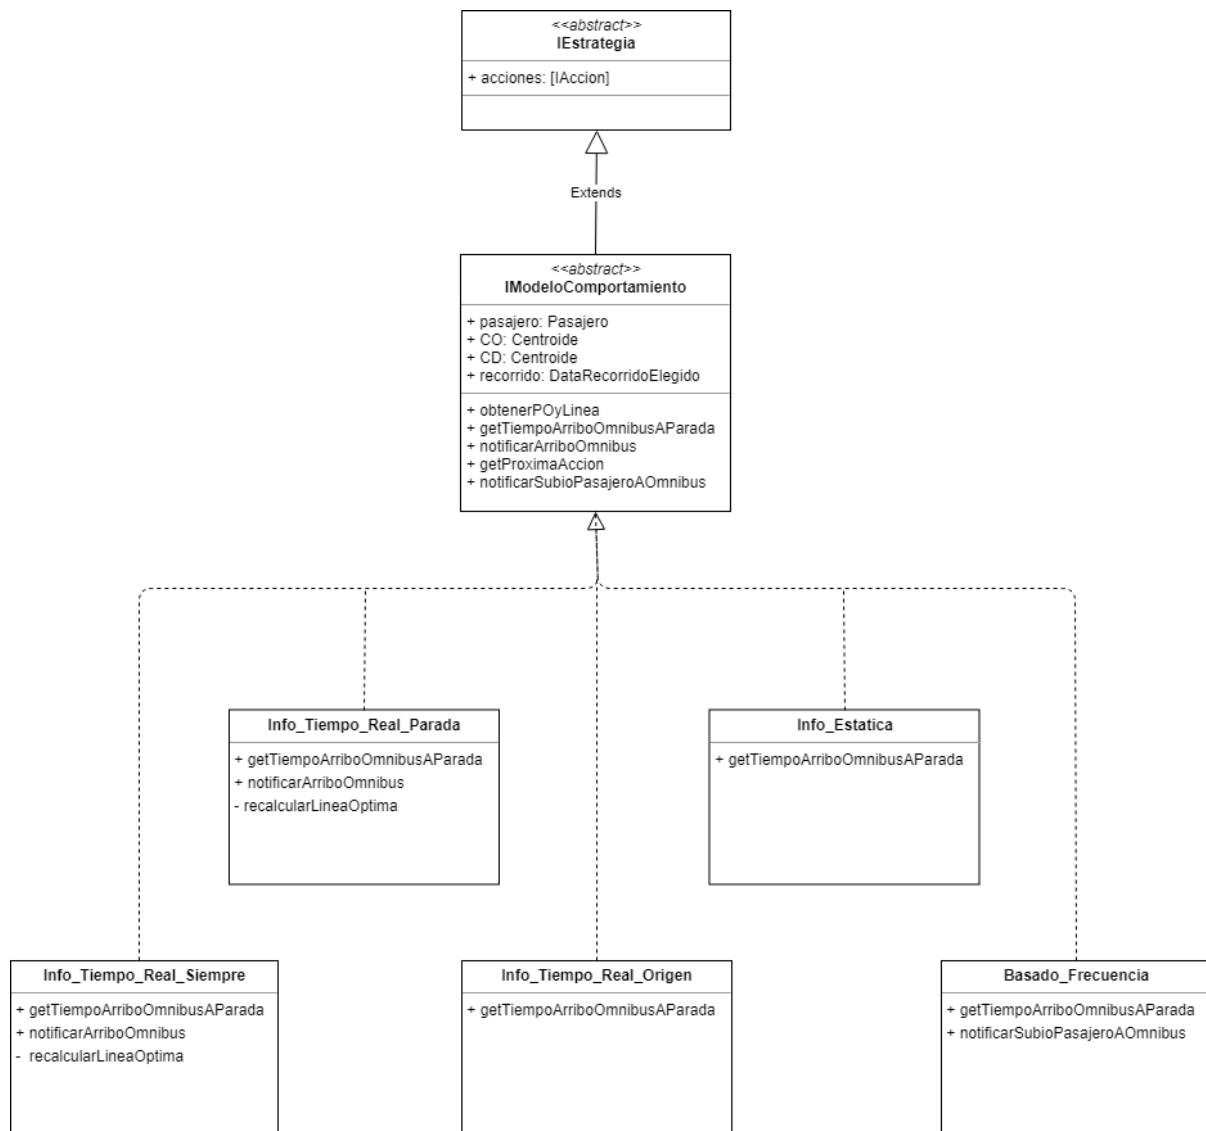 <<abstract>>
IEstrategia
+ acciones: [IAccion]
Extends
<<abstract>>
IModeloComportamiento
+ pasajero: Pasajero
+ CO: Centroide
+ CD: Centroide
+ recorrido: DataRecorridoElegido
+ obtenerPOyLinea
+ getTiempoArriboOmnibusAParada
+ notificarArriboOmnibus
+ getProximaAccion
+ notificarSubioPasajeroAOmnibus
Info_Tiempo_Real_Parada
+ getTiempoArriboOmnibusAParada
+ notificarArriboOmnibus
- recalcularLineaOptima
Info_Estatica
+ getTiempoArriboOmnibusAParada
Info_Tiempo_Real_Siempre
+ getTiempoArriboOmnibusAParada
+ notificarArriboOmnibus
- recalcularLineaOptima
Info_Tiempo_Real_Origen
+ getTiempoArriboOmnibusAParada
Basado_Frecuencia
+ getTiempoArriboOmnibusAParada
+ notificarSubioPasajeroAOmnibus